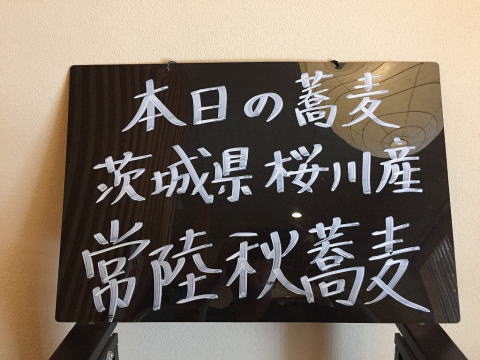 本日の蕎麦
茨城県 桜川産
常陸秋蕎麦